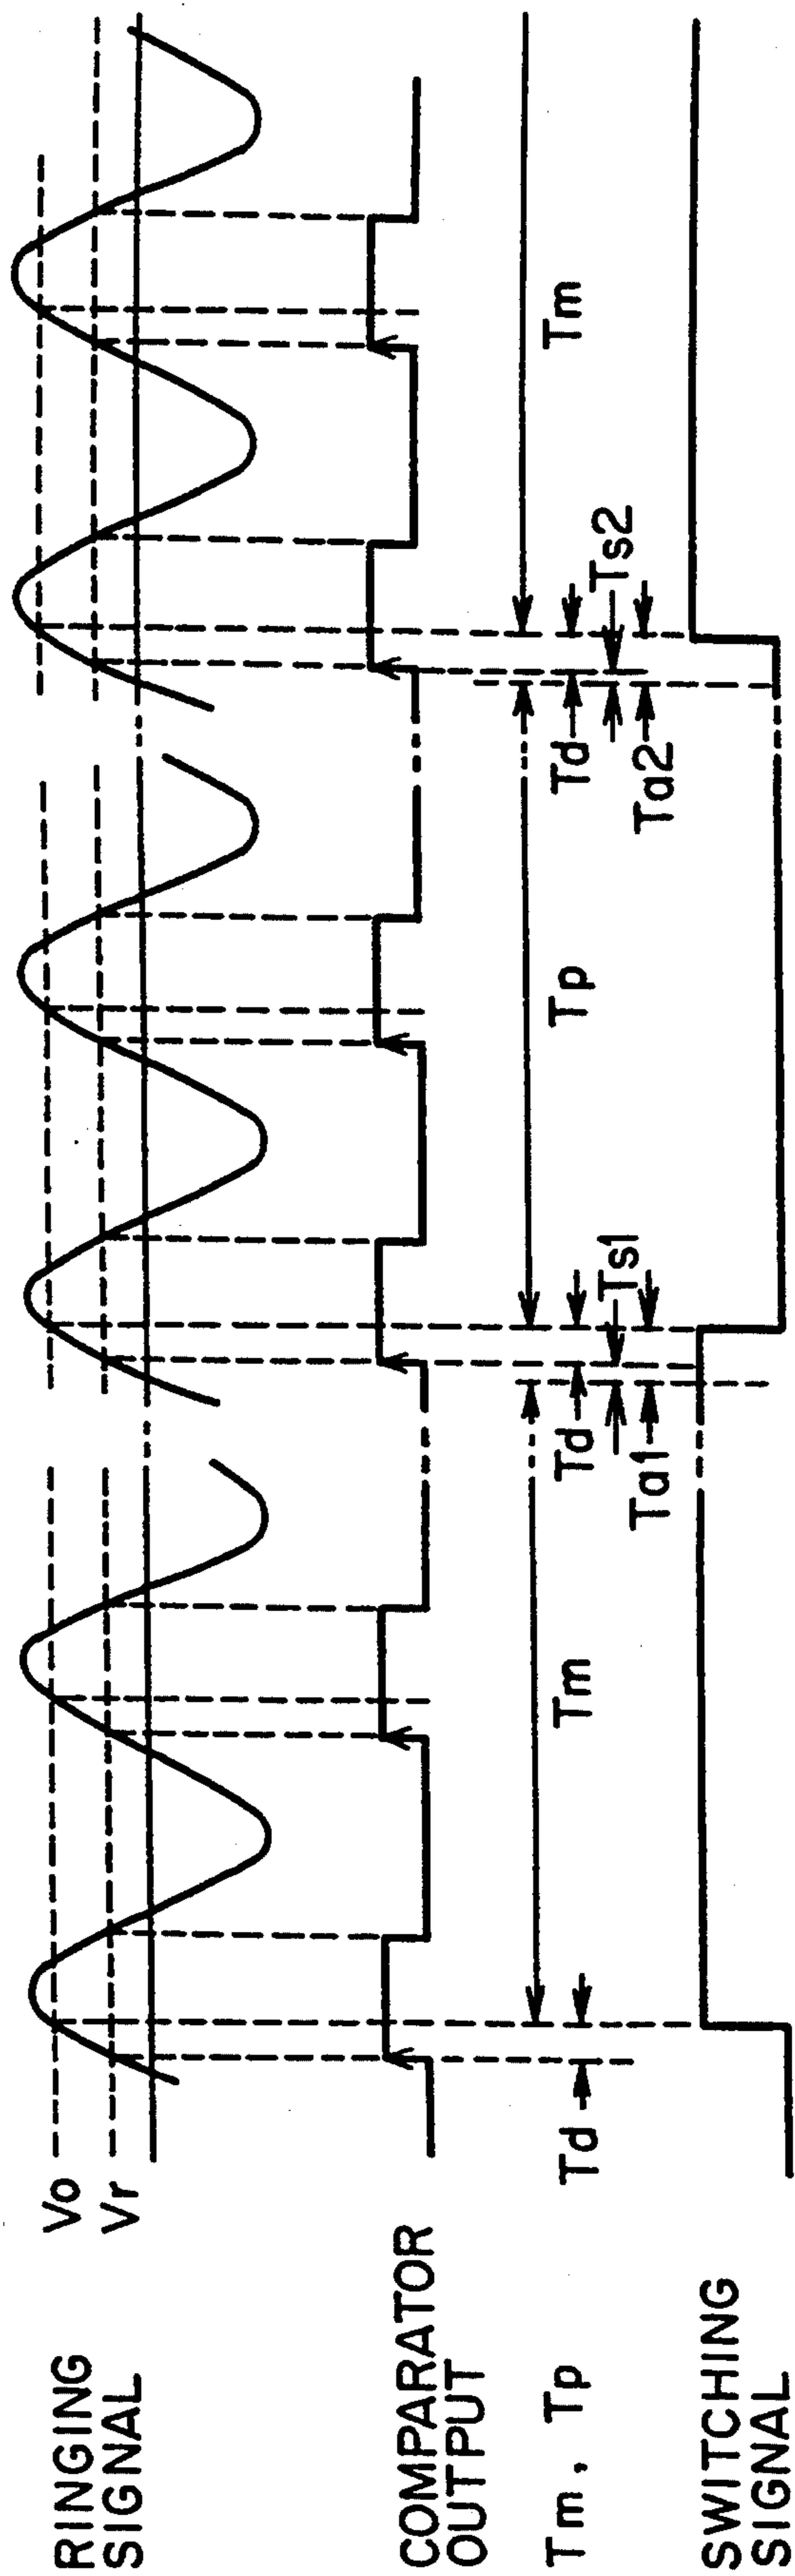 RINGING
SIGNAL
Vo
Vr
COMPARATOR
OUTPUT
Tm, Tp
Td
Tm
Td
Ts1
Ta1
Tp
Td
Ts2
Ta2
Tm
SWITCHING
SIGNAL